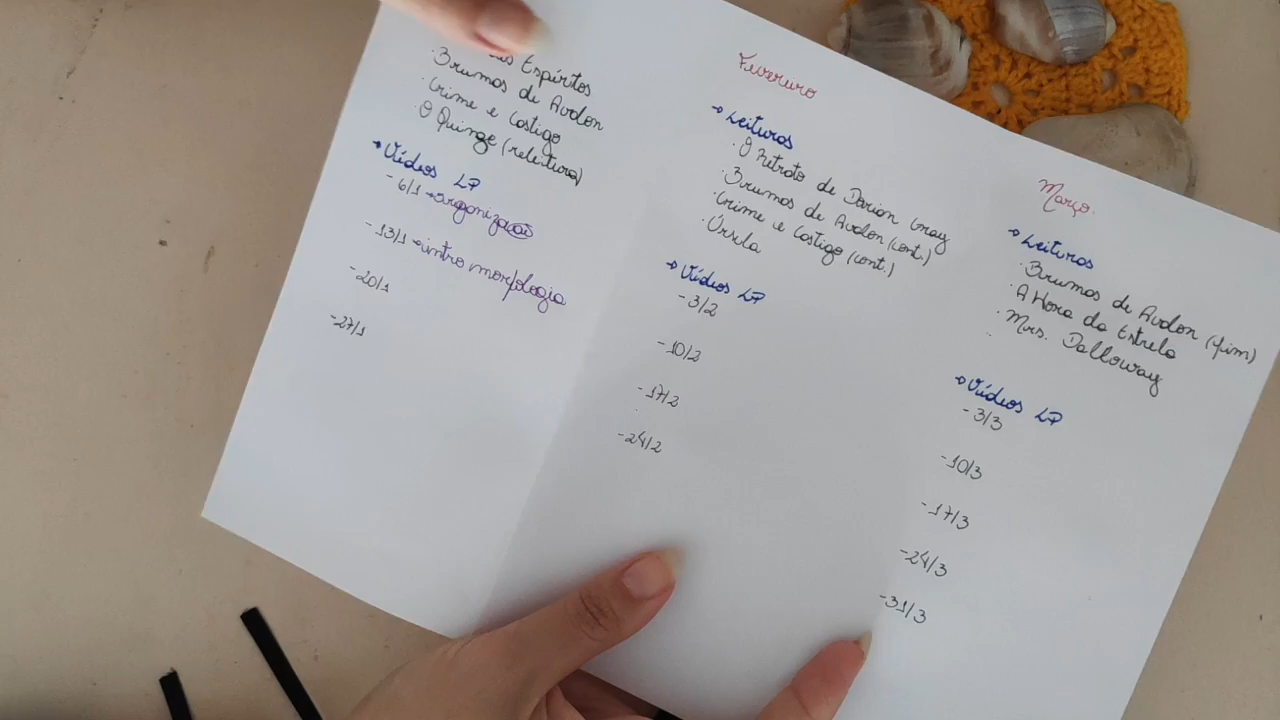 Espíritos
· Brumas de Avalon
· Crime e Castigo
· O Quinze (releitura)
→ Vídeos LP
- 6/1 → organização
- 13/1 → intro morfologia
- 20/1
- 27/1
Fevereiro
→ Leituras
· O Retrato de Dorian Gray
· Brumas de Avalon (cont.)
· Crime e Castigo (cont.)
· Úrsula
→ Vídeos LP
- 3/2
- 10/2
- 17/2
- 24/2
Março
→ Leituras
· Brumas de Avalon (fim)
· A Hora da Estrela
· Mrs. Dalloway
→ Vídeos LP
- 3/3
- 10/3
- 17/3
- 24/3
- 31/3